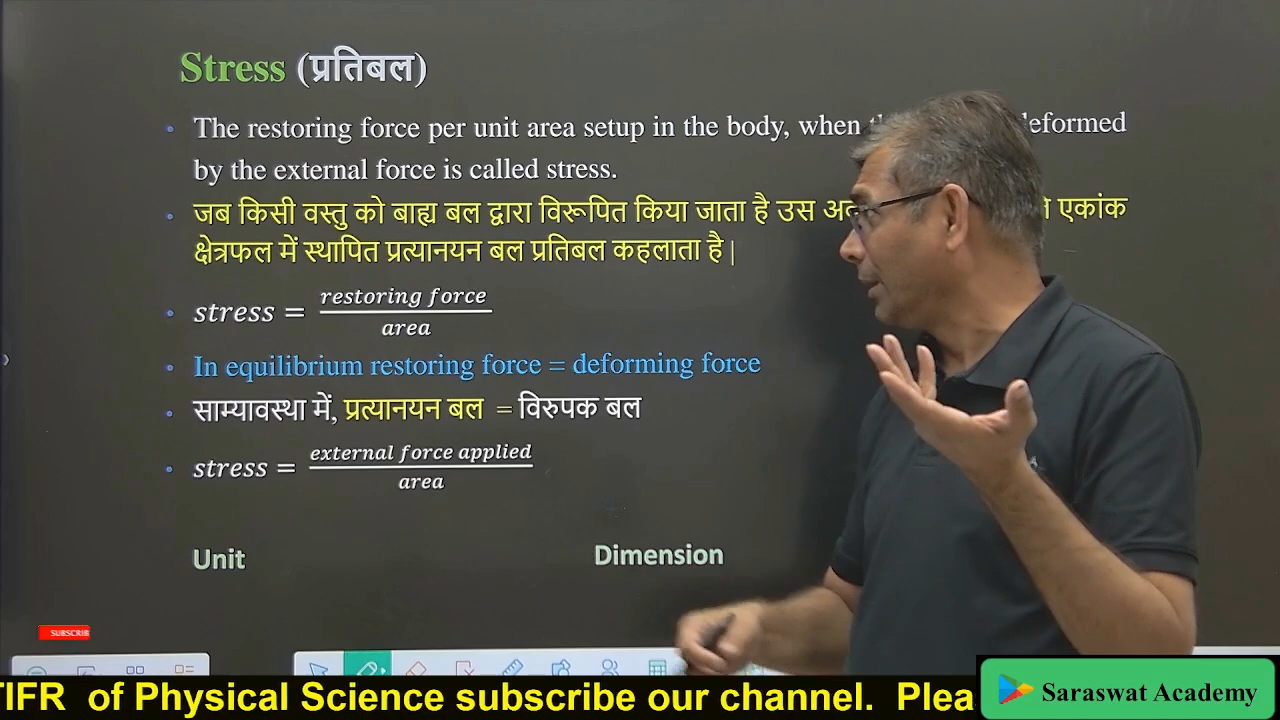 Stress (प्रतिबल)
• The restoring force per unit area setup in the body, when deformed
by the external force is called stress.
• जब किसी वस्तु को बाह्य बल द्वारा विरूपित किया जाता है उस एकांक
क्षेत्रफल में स्थापित प्रत्यानयन बल प्रतिबल कहलाता है |
• stress = restoring force / area
• In equilibrium restoring force = deforming force
• साम्यावस्था में, प्रत्यानयन बल = विरुपक बल
• stress = external force applied / area
Unit Dimension
SUBSCRIB
TIFR of Physical Science subscribe our channel. Plea
Saraswat Academy